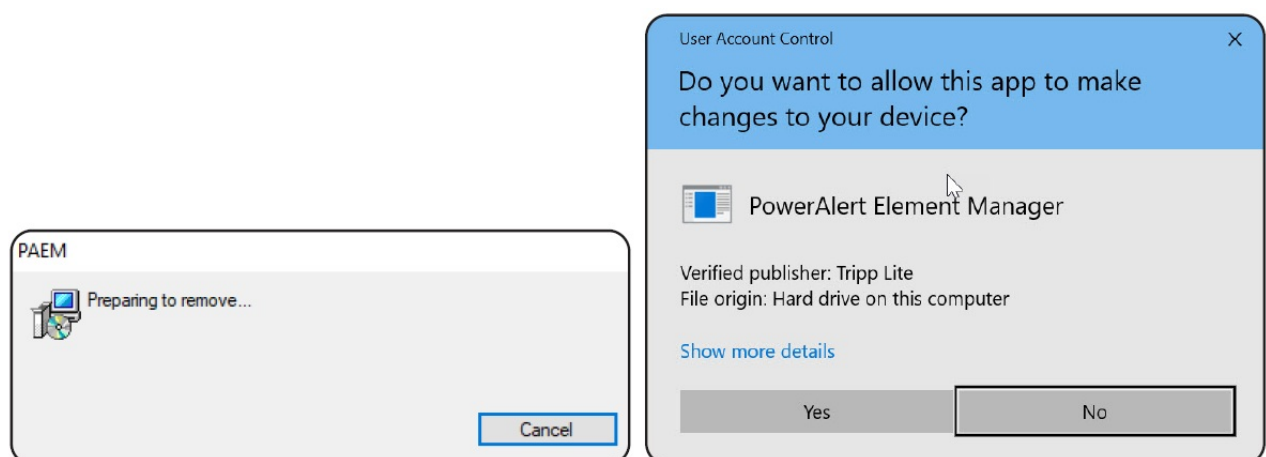 PAEM
Preparing to remove...
Cancel
User Account Control
Do you want to allow this app to make
changes to your device?
PowerAlert Element Manager
Verified publisher: Tripp Lite
File origin: Hard drive on this computer
Show more details
Yes
No